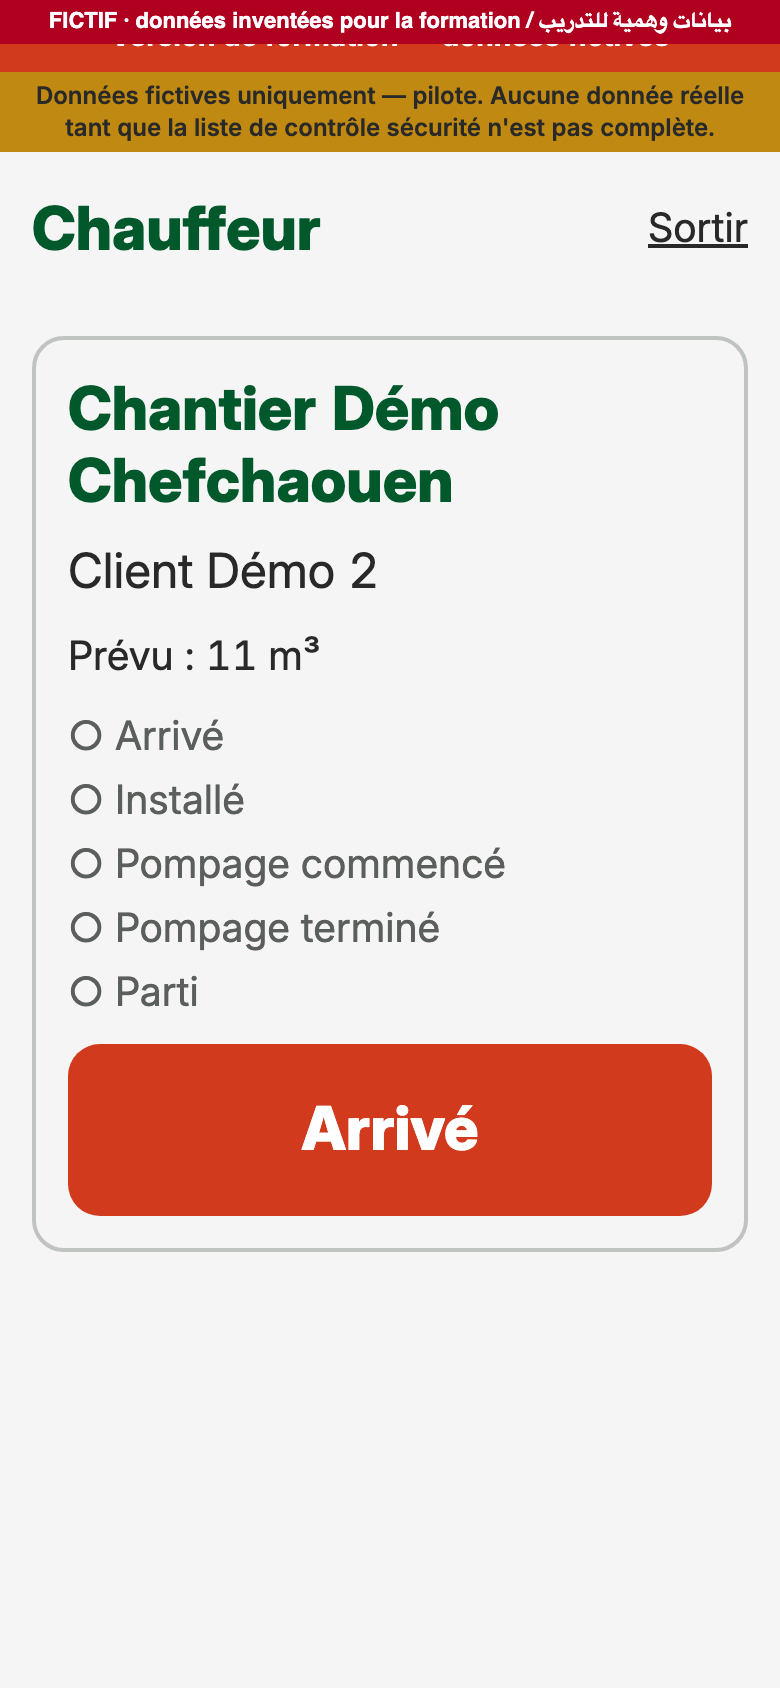 FICTIF · données inventées pour la formation / بيانات وهمية للتدريب
Données fictives uniquement — pilote. Aucune donnée réelle
tant que la liste de contrôle sécurité n'est pas complète.
Chauffeur
Sortir
Chantier Démo
Chefchaouen
Client Démo 2
Prévu : 11 m³
Arrivé
Installé
Pompage commencé
Pompage terminé
Parti
Arrivé